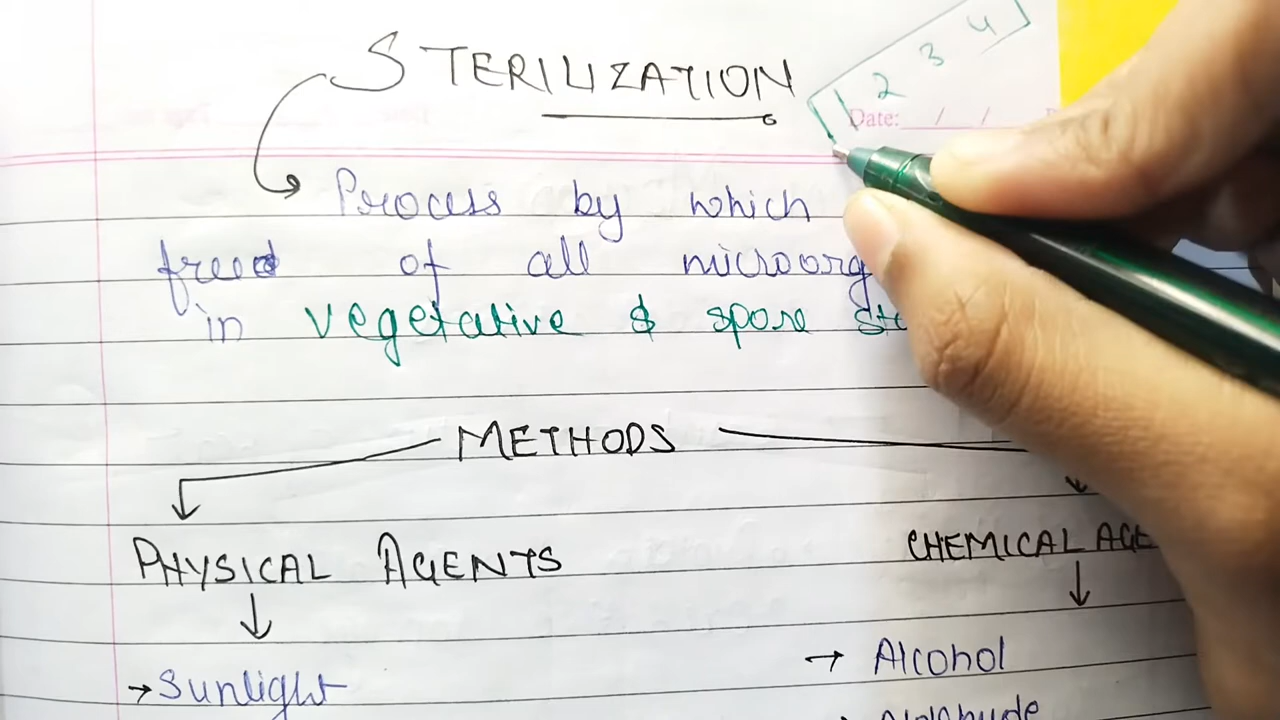 STERILIZATION
2 3 4
Date: / /
Process by which
freed of all microorg
in vegetative & spore st
METHODS
PHYSICAL AGENTS CHEMICAL AGE
→ Sunlight → Alcohol